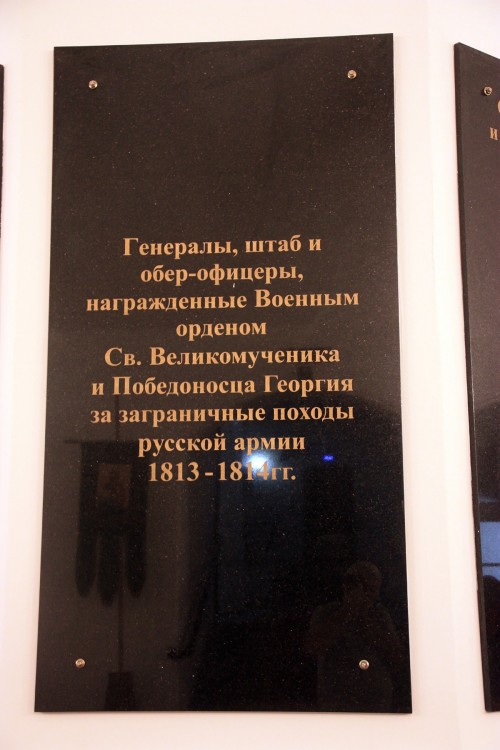 Генералы, штаб и
обер-офицеры,
награжденные Военным
орденом
Св. Великомученика
и Победоносца Георгия
за заграничные походы
русской армии
1813 - 1814гг.